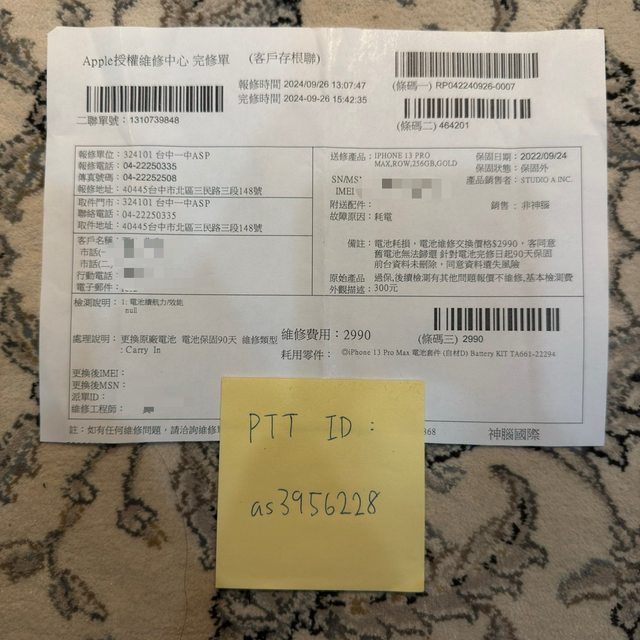 Apple授權維修中心 完修單 (客戶存根聯)
報修時間 2024/09/26 13:07:47
完修時間 2024-09-26 15:42:35
(條碼一) RP042240926-0007
二聯單號: 1310739848
(條碼二) 464201
報修單位: 324101 台中一中ASP
報修電話: 04-22250335
傳真號碼: 04-22252508
報修地址: 40445台中市北區三民路三段148號
取件門市: 324101 台中一中ASP
聯絡電話: 04-22250335
取件地址: 40445台中市北區三民路三段148號
客戶名稱
市話(一
市話(二
行動電話
電子郵件
送修產品: IPHONE 13 PRO MAX,ROW,256GB,GOLD
保固日期: 2022/09/24
保固狀態: 保固外
SN/MS
產品銷售者: STUDIO A INC.
IMEI
附送配件:
銷售: 非神腦
故障原因: 耗電
備註: 電池耗損,電池維修交換價格$2990,客同意
舊電池無法歸還 針對電池完修日起90天保固
前台資料未刪除,同意資料遺失風險
原始產品外觀描述: 過保,後續檢測有其他問題報價不維修,基本檢測費
300元
檢測說明: 1. 電池續航力/效能
null
處理說明: 更換原廠電池 電池保固90天 維修類型
: Carry In
維修費用: 2990
(條碼三) 2990
耗用零件: ◎iPhone 13 Pro Max 電池套件 (自材D) Battery KIT TA661-22294
更換後IMEI:
更換後MSN:
派單ID:
維修工程師:
註: 如有任何維修問題,請洽詢維修
368
神腦國際
PTT ID :
as3956228